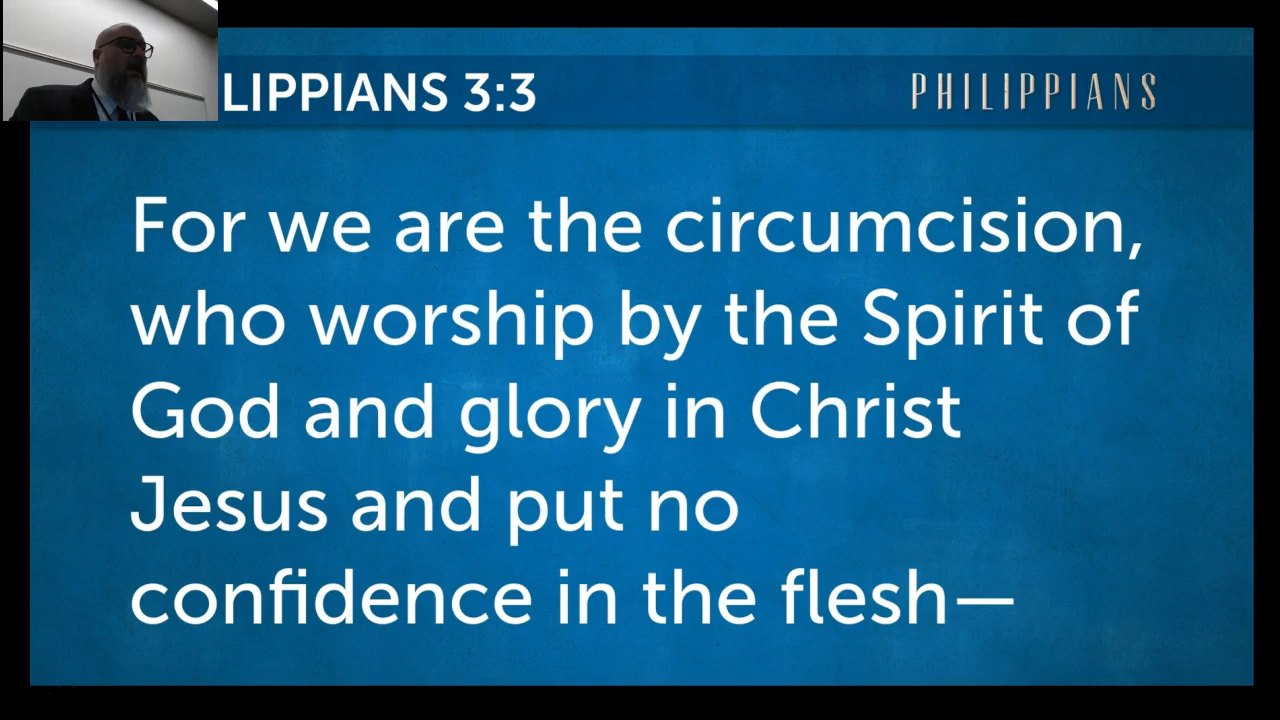 LIPPIANS 3:3
PHILIPPIANS
For we are the circumcision,
who worship by the Spirit of
God and glory in Christ
Jesus and put no
confidence in the flesh—